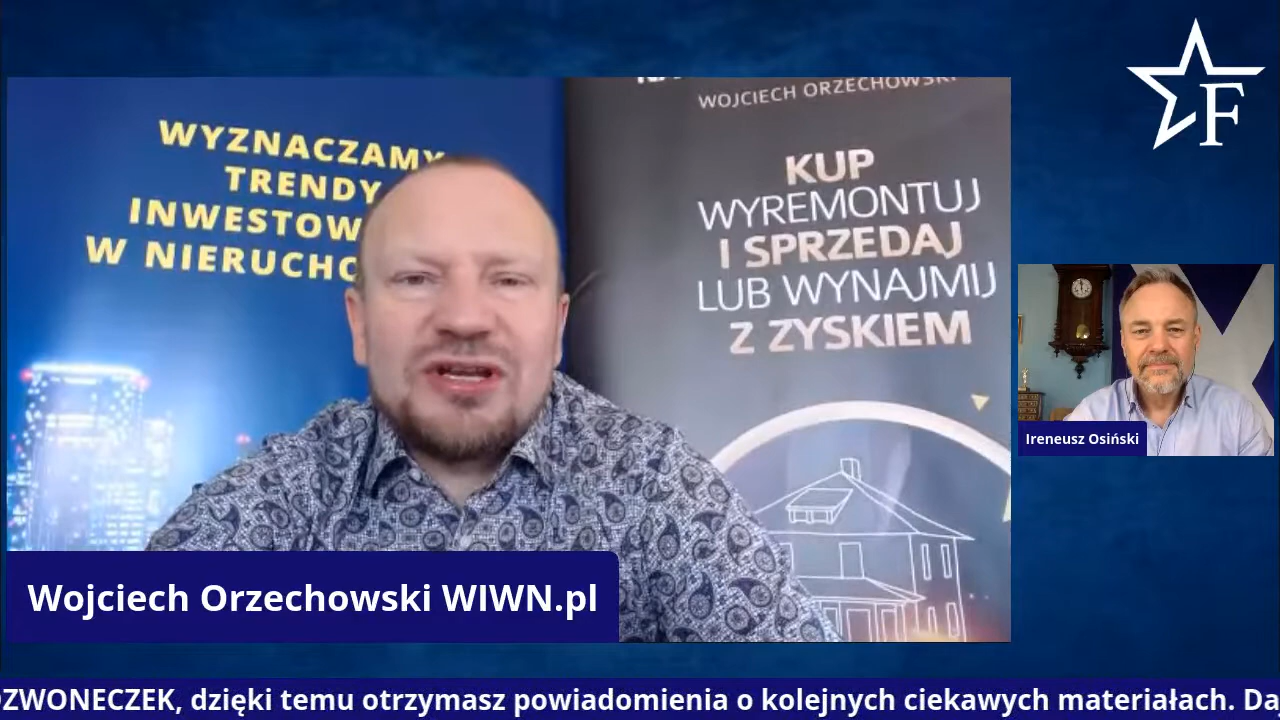 WYZNACZAMY
TRENDY
W NIERUCHO
WOJCIECH ORZECHOWSKI
KUP
WYREMONTUJ
I SPRZEDAJ
LUB WYNAJMIJ
Z ZYSKIEM
F
Ireneusz Osiński
Wojciech Orzechowski WIWN.pl
DZWONECZEK, dzięki temu otrzymasz powiadomienia o kolejnych ciekawych materiałach. Da